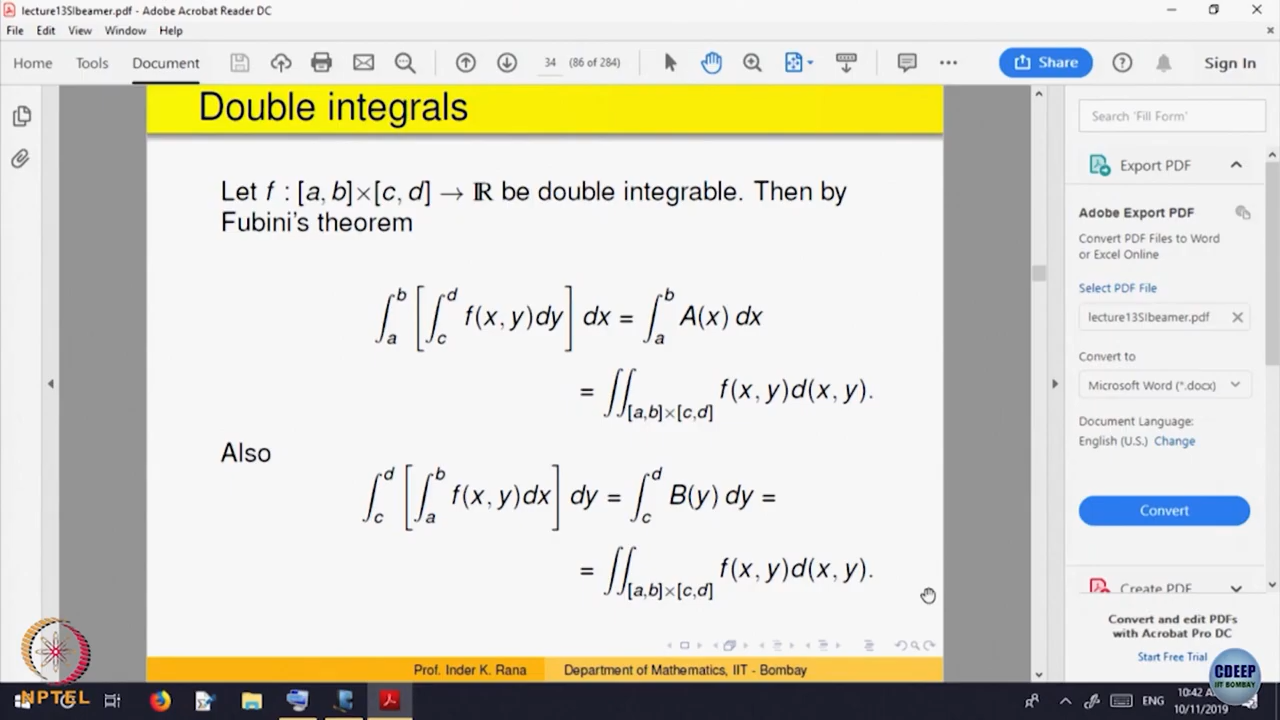 lecture13Slbeamer.pdf - Adobe Acrobat Reader DC
File Edit View Window Help
Home Tools Document 34 (86 of 284) Share Sign In
Double integrals
Let f : [a, b]×[c, d] → ℝ be double integrable. Then by
Fubini's theorem
∫_a^b [∫_c^d f(x, y)dy] dx = ∫_a^b A(x) dx
= ∬_{[a,b]×[c,d]} f(x, y)d(x, y).
Also
∫_c^d [∫_a^b f(x, y)dx] dy = ∫_c^d B(y) dy =
= ∬_{[a,b]×[c,d]} f(x, y)d(x, y).
Prof. Inder K. Rana Department of Mathematics, IIT - Bombay
Search 'Fill Form'
Export PDF
Adobe Export PDF
Convert PDF Files to Word
or Excel Online
Select PDF File
lecture13Slbeamer.pdf
Convert to
Microsoft Word (*.docx)
Document Language:
English (U.S.) Change
Convert
Create PDF
Convert and edit PDFs
with Acrobat Pro DC
Start Free Trial
NPTEL
CDEEP
IIT BOMBAY
ENG
10:42
10/11/2019